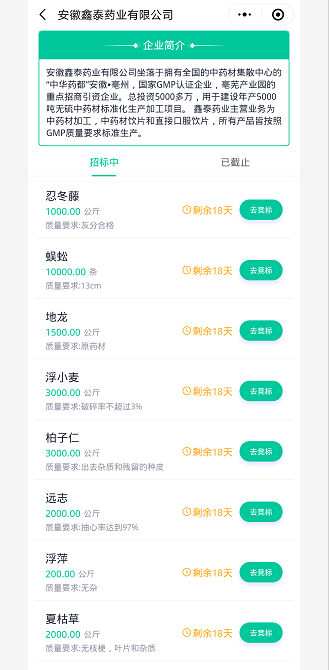 安徽鑫泰药业有限公司
企业简介
安徽鑫泰药业有限公司坐落于拥有全国的中药材集散中心的
“中华药都”安徽•亳州，国家GMP认证企业，亳芜产业园的
重点招商引资企业。总投资5000多万，用于建设年产5000
吨无硫中药材标准化生产加工项目。 鑫泰药业主营业务为
中药材加工，中药材饮片和直接口服饮片，所有产品皆按照
GMP质量要求标准生产。
招标中 已截止
忍冬藤
1000.00 公斤 剩余18天 去竞标
质量要求:灰分合格
蜈蚣
10000.00 条 剩余18天 去竞标
质量要求:13cm
地龙
1500.00 公斤 剩余18天 去竞标
质量要求:原药材
浮小麦
3000.00 公斤 剩余18天 去竞标
质量要求:破碎率不超过3%
柏子仁
3000.00 公斤 剩余18天 去竞标
质量要求:出去杂质和残留的种皮
远志
2000.00 公斤 剩余18天 去竞标
质量要求:抽心率达到97%
浮萍
200.00 公斤 剩余18天 去竞标
质量要求:无杂
夏枯草
2000.00 公斤 剩余18天 去竞标
质量要求:无枝梗，叶片和杂质